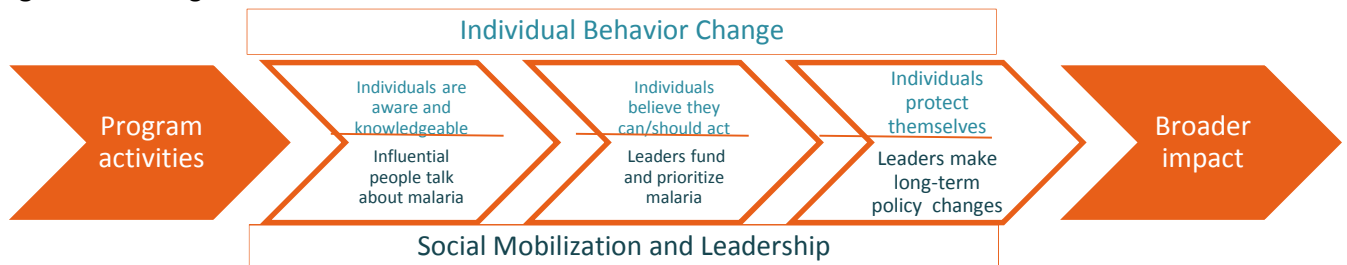 Individual Behavior Change
Program
activities
Individuals are
aware and
knowledgeable
Influential
people talk
about malaria
Individuals
believe they
can/should act
Leaders fund
and prioritize
malaria
Individuals
protect
themselves
Leaders make
long-term
policy changes
Broader
impact
Social Mobilization and Leadership